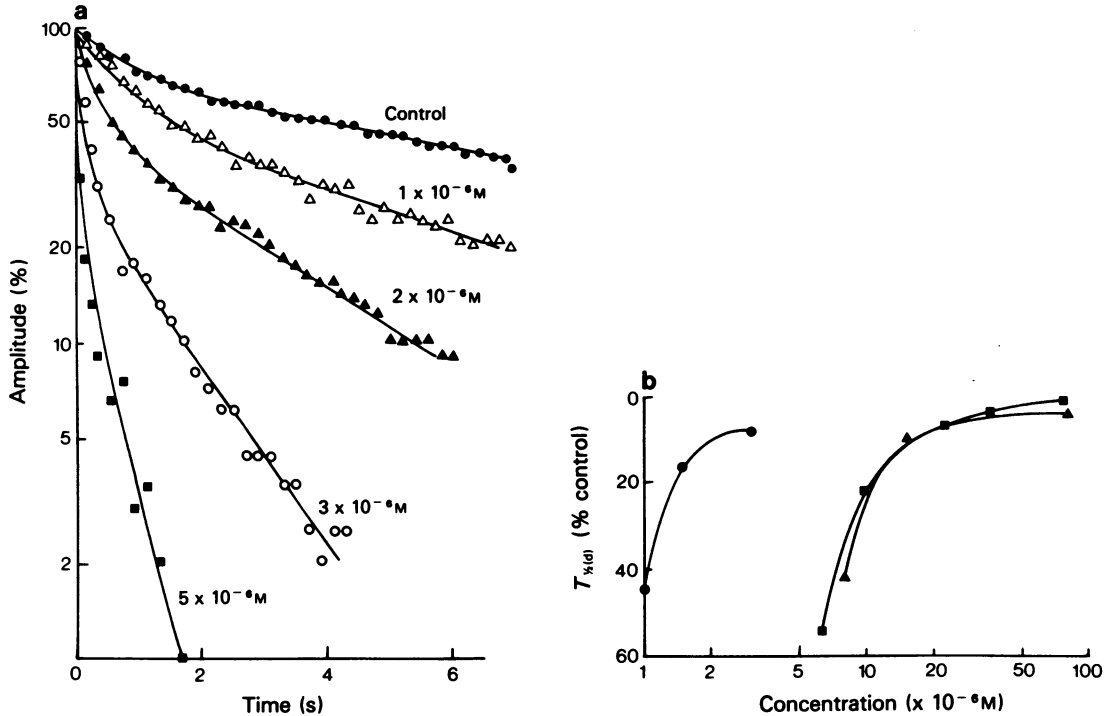 a
100
50
20
10
5
2
Amplitude (%)
Control
1 x 10⁻⁶M
2 x 10⁻⁶M
3 x 10⁻⁶M
5 x 10⁻⁶M
0 2 4 6
Time (s)
b
0
20
40
60
T½(d) (% control)
1 2 5 10 20 50 100
Concentration (x 10⁻⁶M)